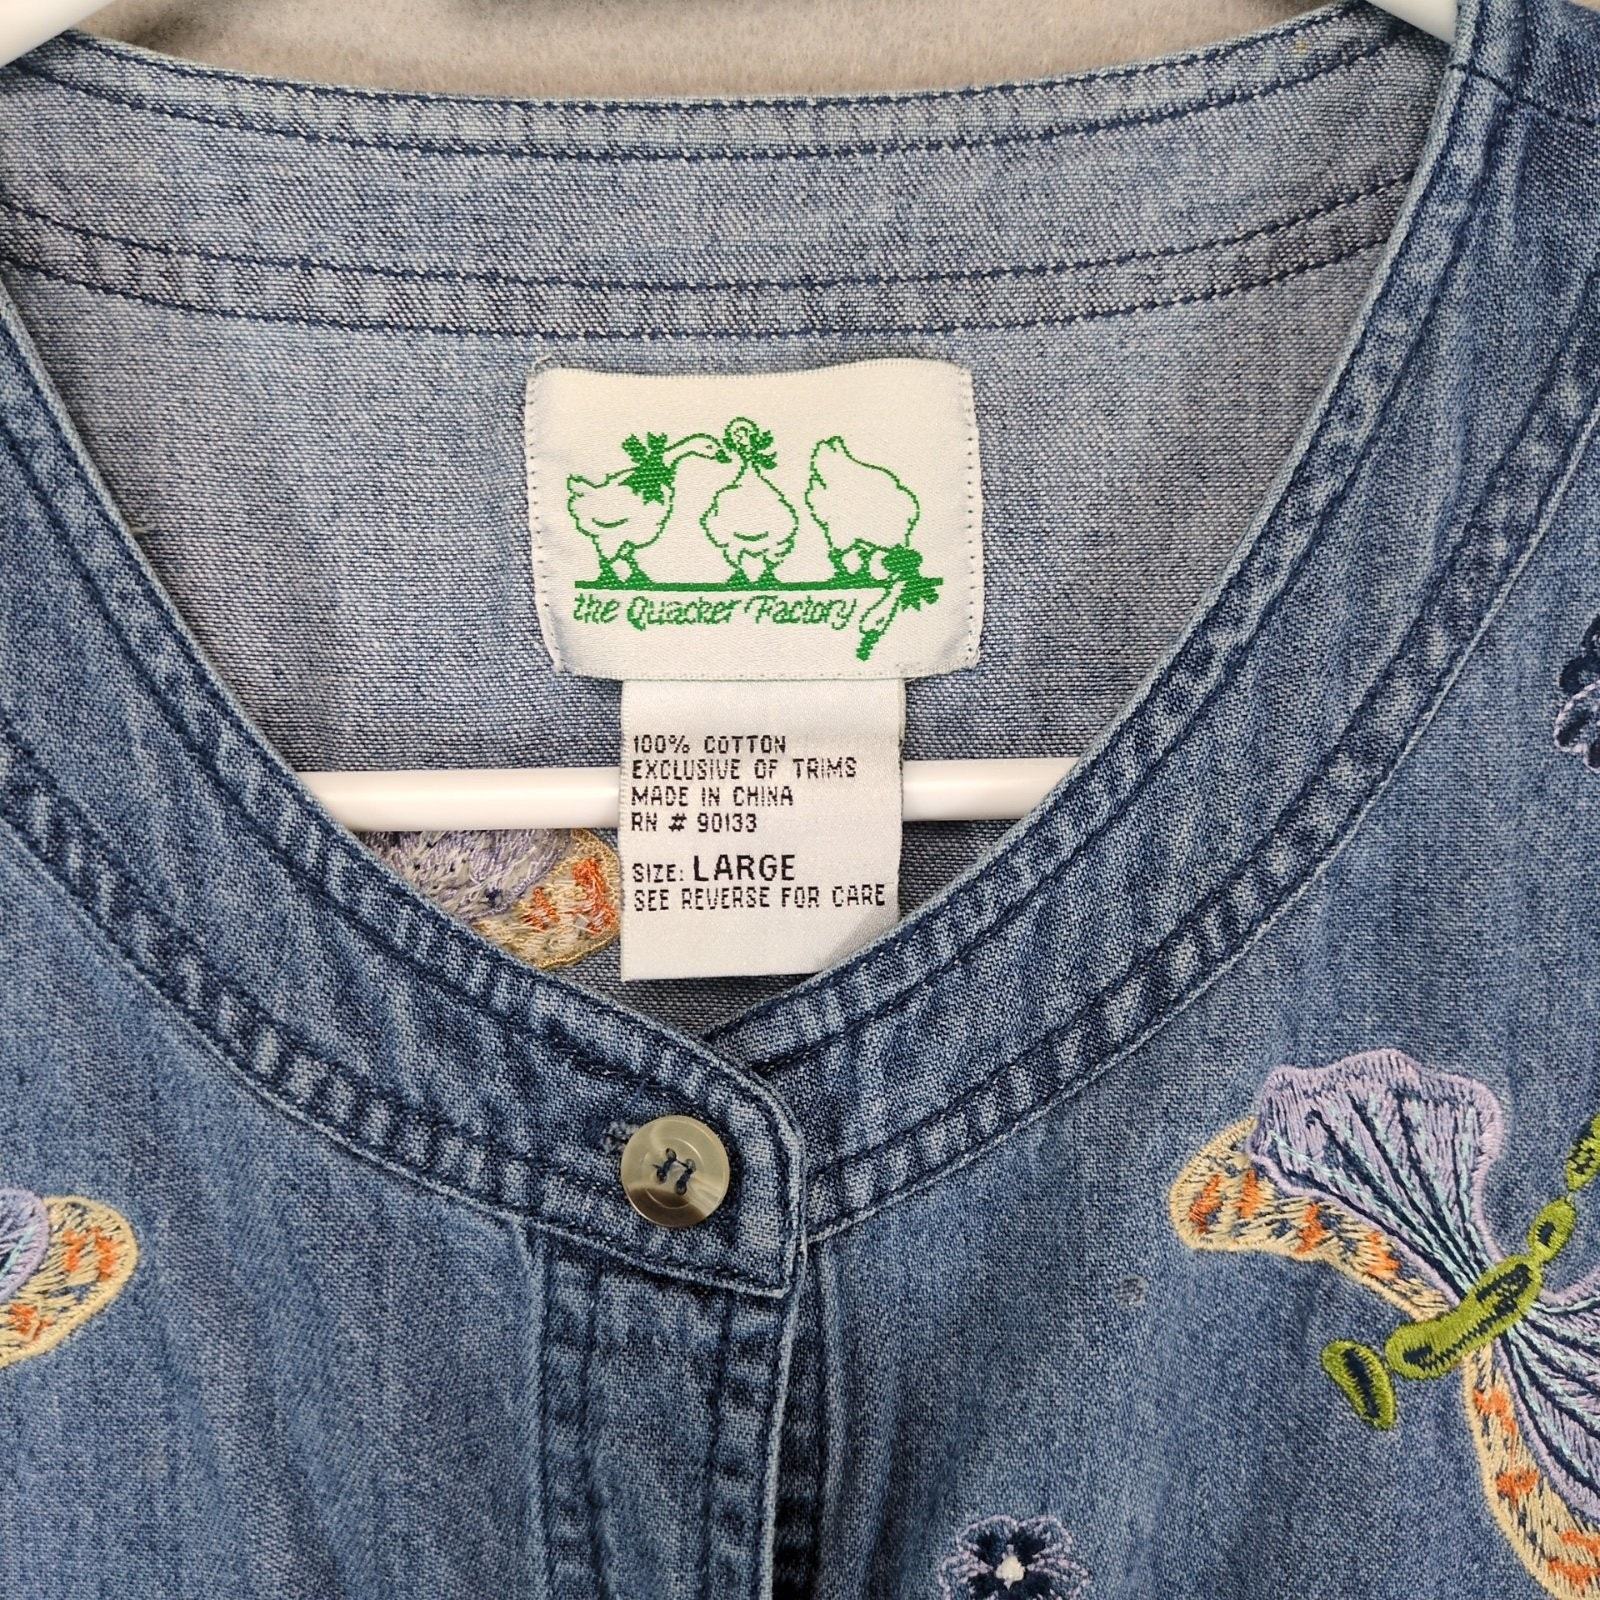 the Quacker Factory
100% COTTON
EXCLUSIVE OF TRIMS
MADE IN CHINA
RN # 90133
SIZE: LARGE
SEE REVERSE FOR CARE